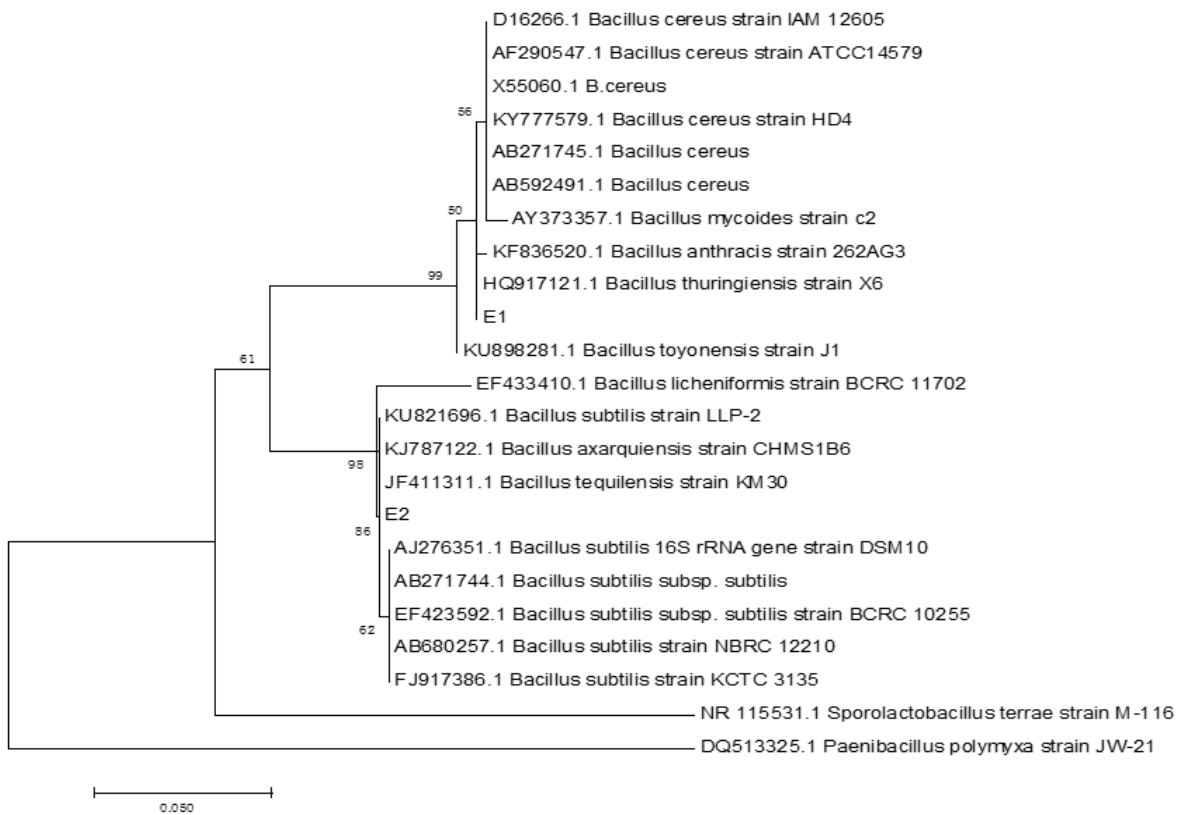 D16266.1 Bacillus cereus strain IAM 12605
AF290547.1 Bacillus cereus strain ATCC14579
X55060.1 B.cereus
56
KY777579.1 Bacillus cereus strain HD4
AB271745.1 Bacillus cereus
AB592491.1 Bacillus cereus
50
AY373357.1 Bacillus mycoides strain c2
KF836520.1 Bacillus anthracis strain 262AG3
99
HQ917121.1 Bacillus thuringiensis strain X6
E1
KU898281.1 Bacillus toyonensis strain J1
61
EF433410.1 Bacillus licheniformis strain BCRC 11702
KU821696.1 Bacillus subtilis strain LLP-2
KJ787122.1 Bacillus axarquiensis strain CHMS1B6
98
JF411311.1 Bacillus tequilensis strain KM30
E2
86
AJ276351.1 Bacillus subtilis 16S rRNA gene strain DSM10
AB271744.1 Bacillus subtilis subsp. subtilis
EF423592.1 Bacillus subtilis subsp. subtilis strain BCRC 10255
62
AB680257.1 Bacillus subtilis strain NBRC 12210
FJ917386.1 Bacillus subtilis strain KCTC 3135
NR 115531.1 Sporolactobacillus terrae strain M-116
DQ513325.1 Paenibacillus polymyxa strain JW-21
0.050